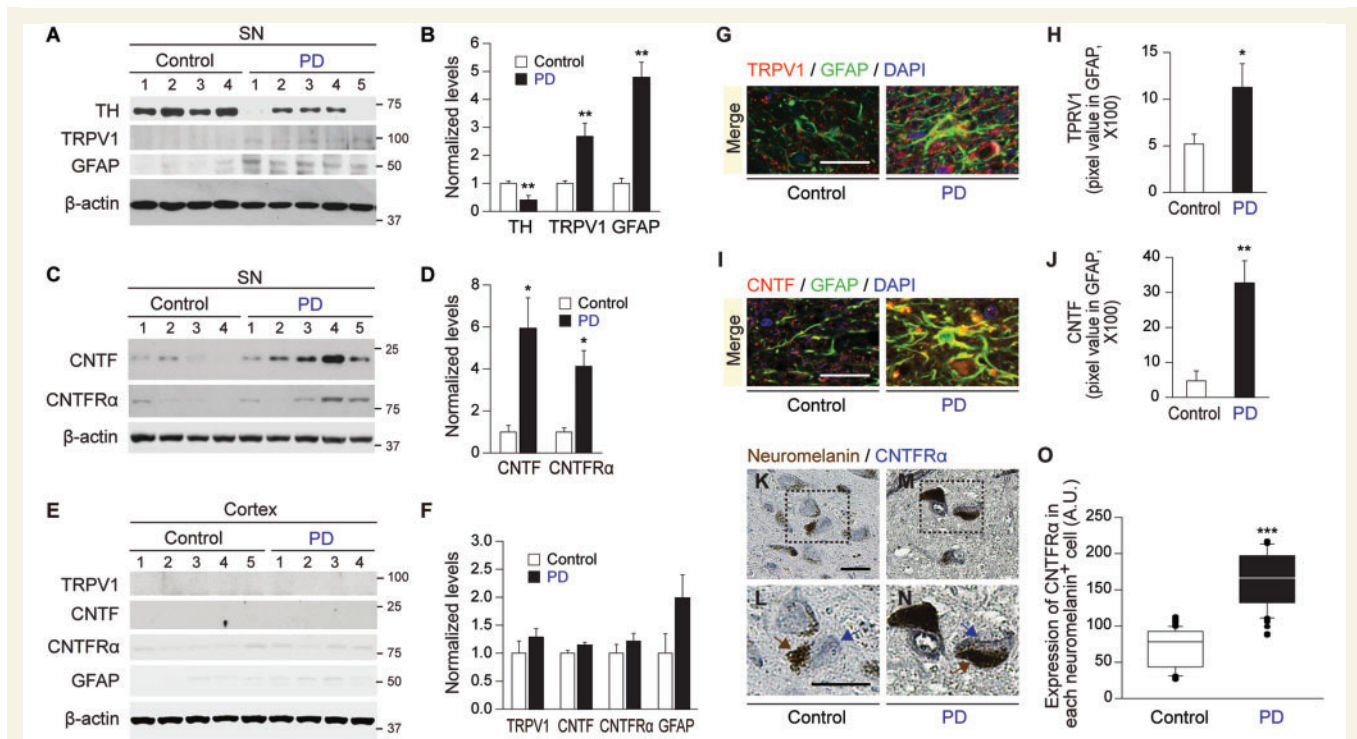 A
SN
Control PD
1 2 3 4 1 2 3 4 5
TH
TRPV1
GFAP
β-actin
75
100
50
37
B
Normalized levels
6
5
4
3
2
1
0
Control
PD
**
**
**
TH TRPV1 GFAP
C
SN
Control PD
1 2 3 4 1 2 3 4 5
CNTF
CNTFRα
β-actin
25
75
37
D
Normalized levels
8
6
4
2
0
Control
PD
*
*
CNTF CNTFRα
E
Cortex
Control PD
1 2 3 4 5 1 2 3 4
TRPV1
CNTF
CNTFRα
GFAP
β-actin
100
25
75
50
37
F
Normalized levels
3.0
2.5
2.0
1.5
1.0
0.5
0.0
Control
PD
TRPV1 CNTF CNTFRα GFAP
G
TRPV1 / GFAP / DAPI
Merge
Control PD
H
TPRV1
(pixel value in GFAP,
X100)
15
10
5
0
*
Control PD
I
CNTF / GFAP / DAPI
Merge
Control PD
J
CNTF
(pixel value in GFAP,
X100)
40
30
20
10
0
**
Control PD
Neuromelanin / CNTFRα
K M
L N
Control PD
O
Expression of CNTFRα in
each neuromelanin+ cell (A.U.)
250
200
150
100
50
0
***
Control PD